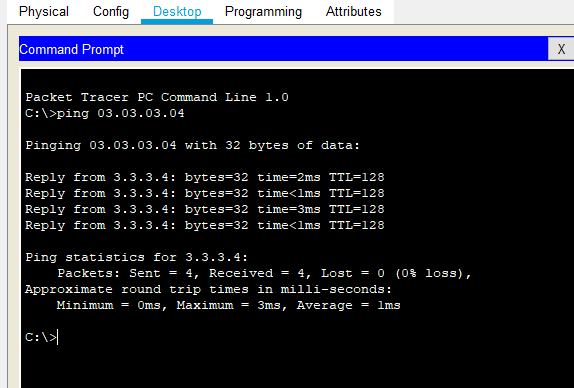 Physical Config Desktop Programming Attributes
Command Prompt X
Packet Tracer PC Command Line 1.0
C:\>ping 03.03.03.04
Pinging 03.03.03.04 with 32 bytes of data:
Reply from 3.3.3.4: bytes=32 time=2ms TTL=128
Reply from 3.3.3.4: bytes=32 time<1ms TTL=128
Reply from 3.3.3.4: bytes=32 time=3ms TTL=128
Reply from 3.3.3.4: bytes=32 time<1ms TTL=128
Ping statistics for 3.3.3.4:
Packets: Sent = 4, Received = 4, Lost = 0 (0% loss),
Approximate round trip times in milli-seconds:
Minimum = 0ms, Maximum = 3ms, Average = 1ms
C:\>